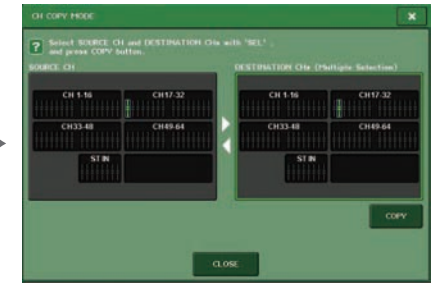 CH COPY MODE
×
? Select SOURCE CH and DESTINATION CHs with "SEL" ,
and press COPY button.
SOURCE CH
DESTINATION CHs (Multiple Selection)
CH 1-16 CH17-32
CH33-48 CH49-64
ST IN
CH 1-16 CH17-32
CH33-48 CH49-64
ST IN
COPY
CLOSE